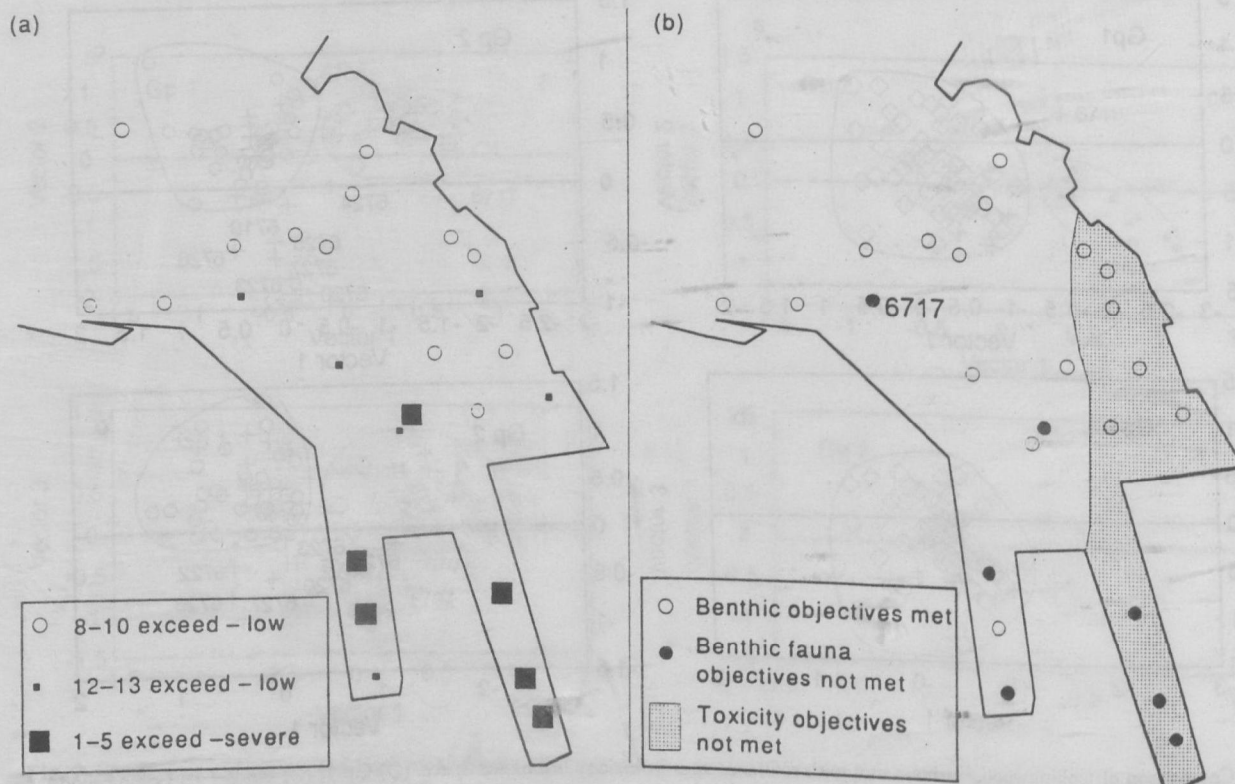 (a)
8–10 exceed – low
12–13 exceed – low
1–5 exceed –severe
(b)
6717
Benthic objectives met
Benthic fauna
objectives not met
Toxicity objectives
not met